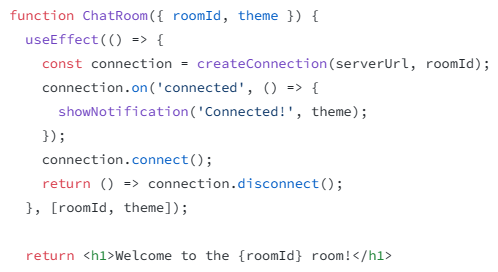 function ChatRoom({ roomId, theme }) {
  useEffect(() => {
    const connection = createConnection(serverUrl, roomId);
    connection.on('connected', () => {
      showNotification('Connected!', theme);
    });
    connection.connect();
    return () => connection.disconnect();
  }, [roomId, theme]);

  return <h1>Welcome to the {roomId} room!</h1>